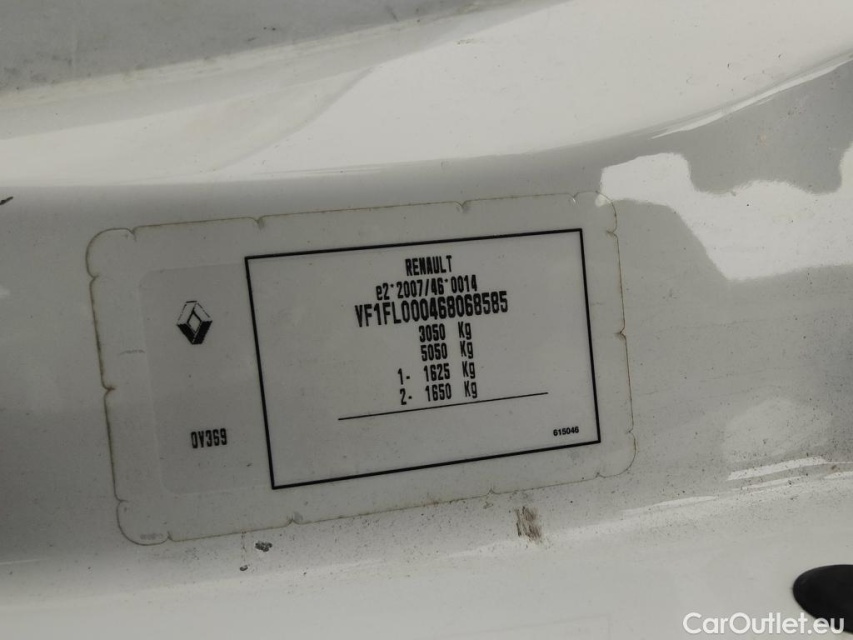 RENAULT
e2*2007/46*0014
VF1FL000468068585
3050 Kg
5050 Kg
1- 1625 Kg
2- 1650 Kg
615046
OV369
CarOutlet.eu